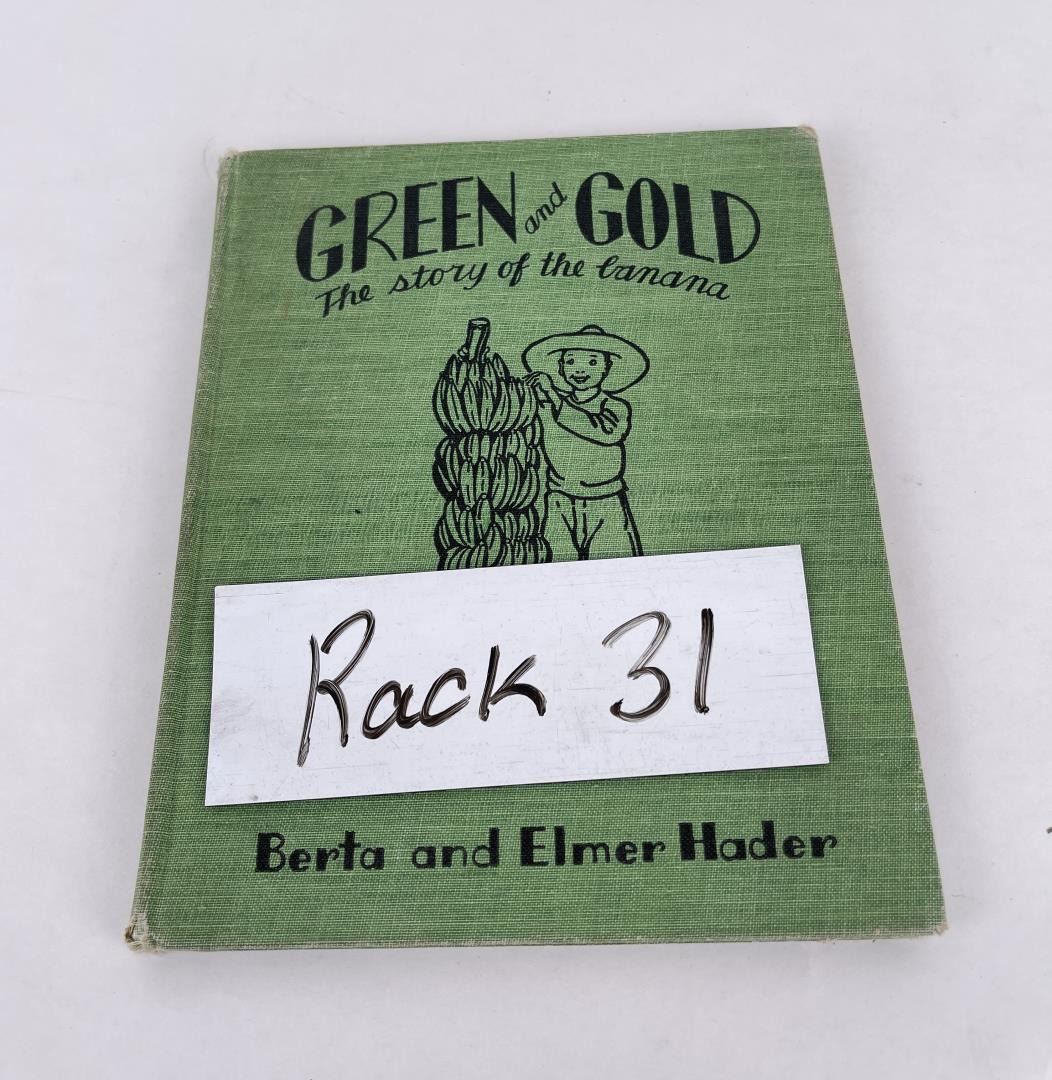 GREEN and GOLD
The story of the banana
Rack 31
Berta and Elmer Hader